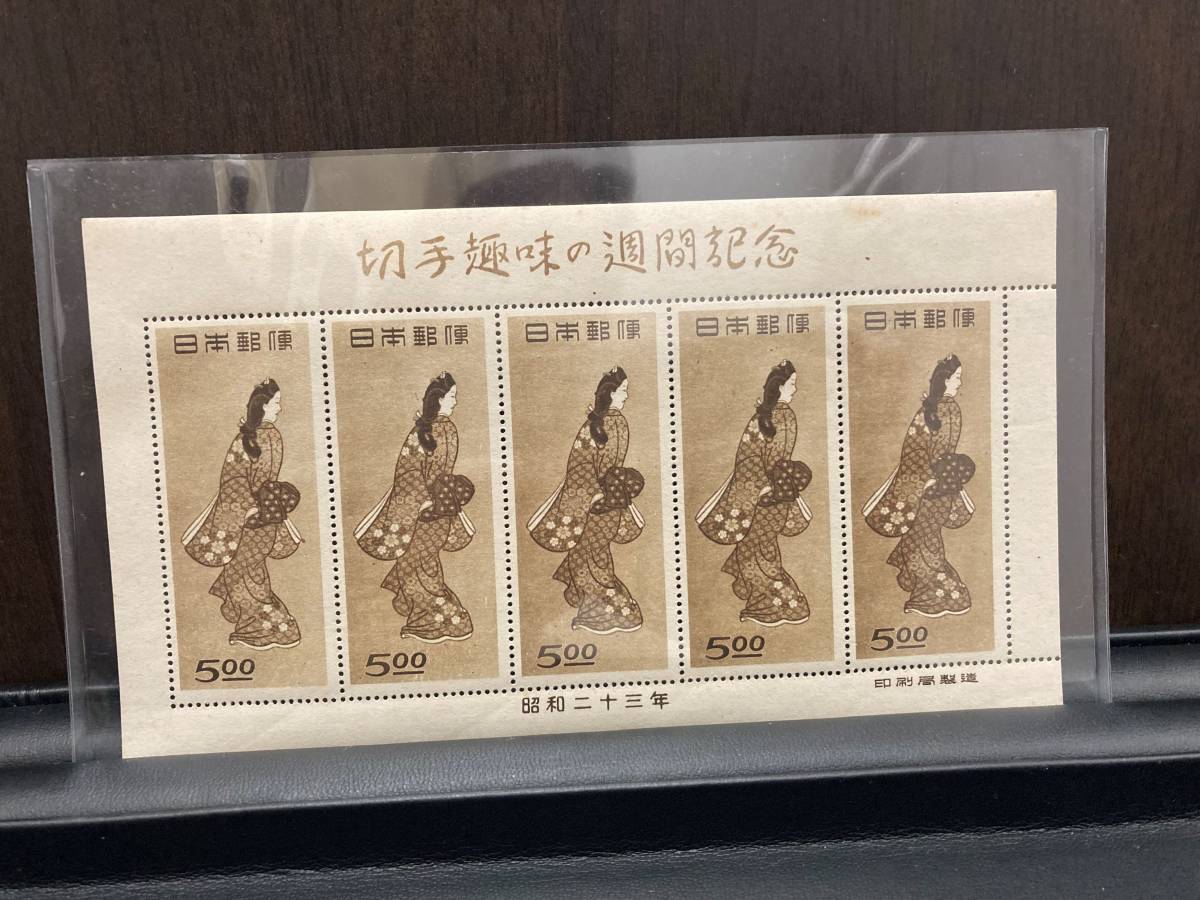 切手趣味の週間記念
日本郵便 日本郵便 日本郵便 日本郵便 日本郵便
5.00 5.00 5.00 5.00 5.00
昭和二十三年
印刷局製造